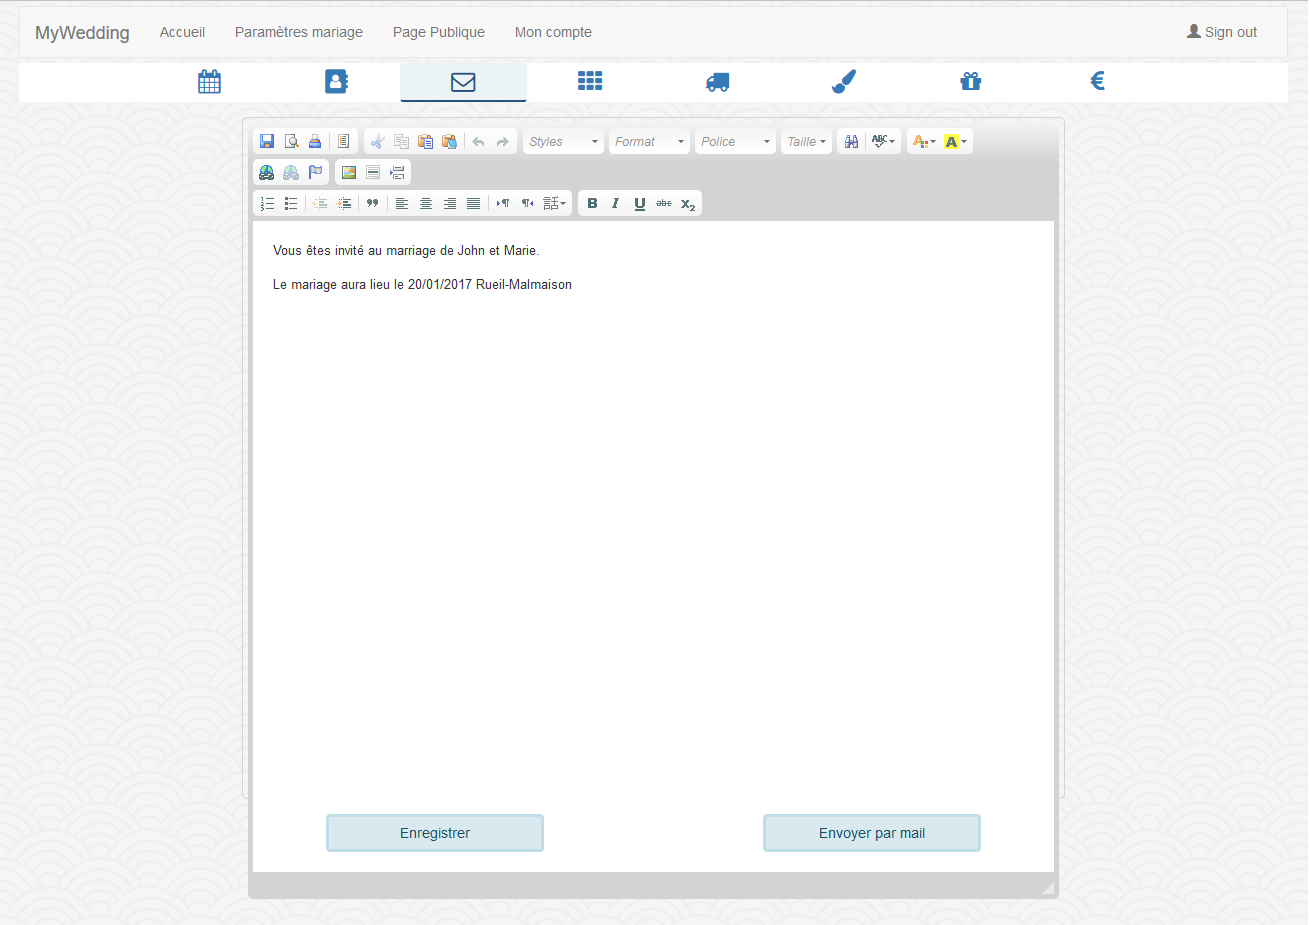 MyWedding Accueil Paramètres mariage Page Publique Mon compte Sign out
€
Styles Format Police Taille ABC A A
B I U abc x₂
Vous êtes invité au marriage de John et Marie.
Le mariage aura lieu le 20/01/2017 Rueil-Malmaison
Enregistrer Envoyer par mail